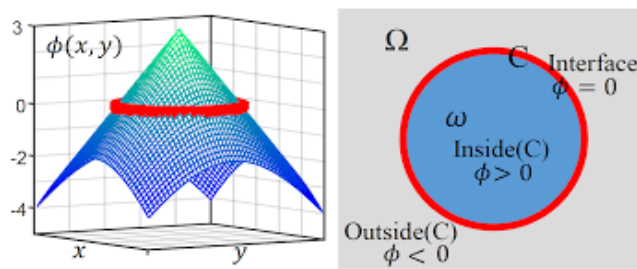 3
ϕ(x, y)
0
-2
-4
x
y
Ω
C
Interface
ϕ = 0
ω
Inside(C)
ϕ> 0
Outside(C)
ϕ < 0